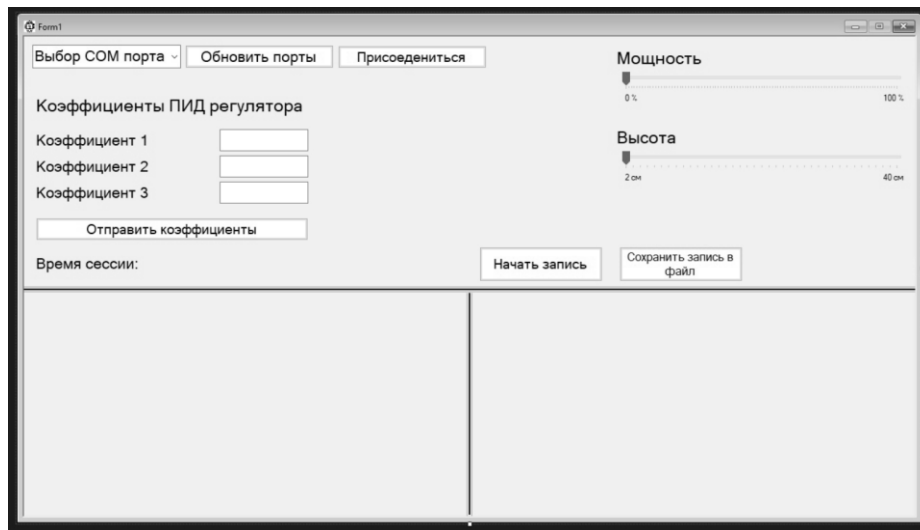 Form1
Выбор COM порта
Обновить порты
Присоедениться
Мощность
0 %
100 %
Коэффициенты ПИД регулятора
Коэффициент 1
Коэффициент 2
Коэффициент 3
Высота
2 см
40 см
Отправить коэффициенты
Время сессии:
Начать запись
Сохранить запись в
файл